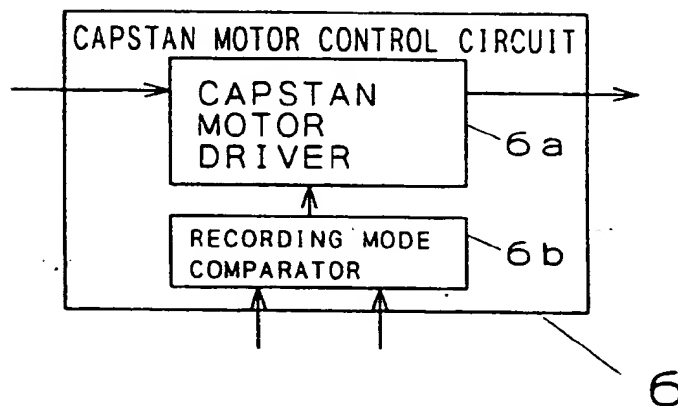 CAPSTAN MOTOR CONTROL CIRCUIT
CAPSTAN
MOTOR
DRIVER
6a
RECORDING MODE
COMPARATOR
6b
6